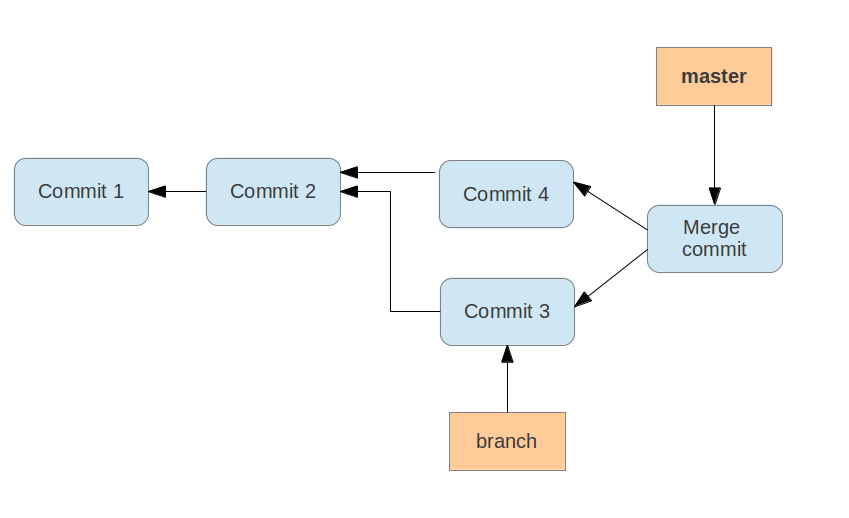 master
Commit 1
Commit 2
Commit 4
Merge
commit
Commit 3
branch